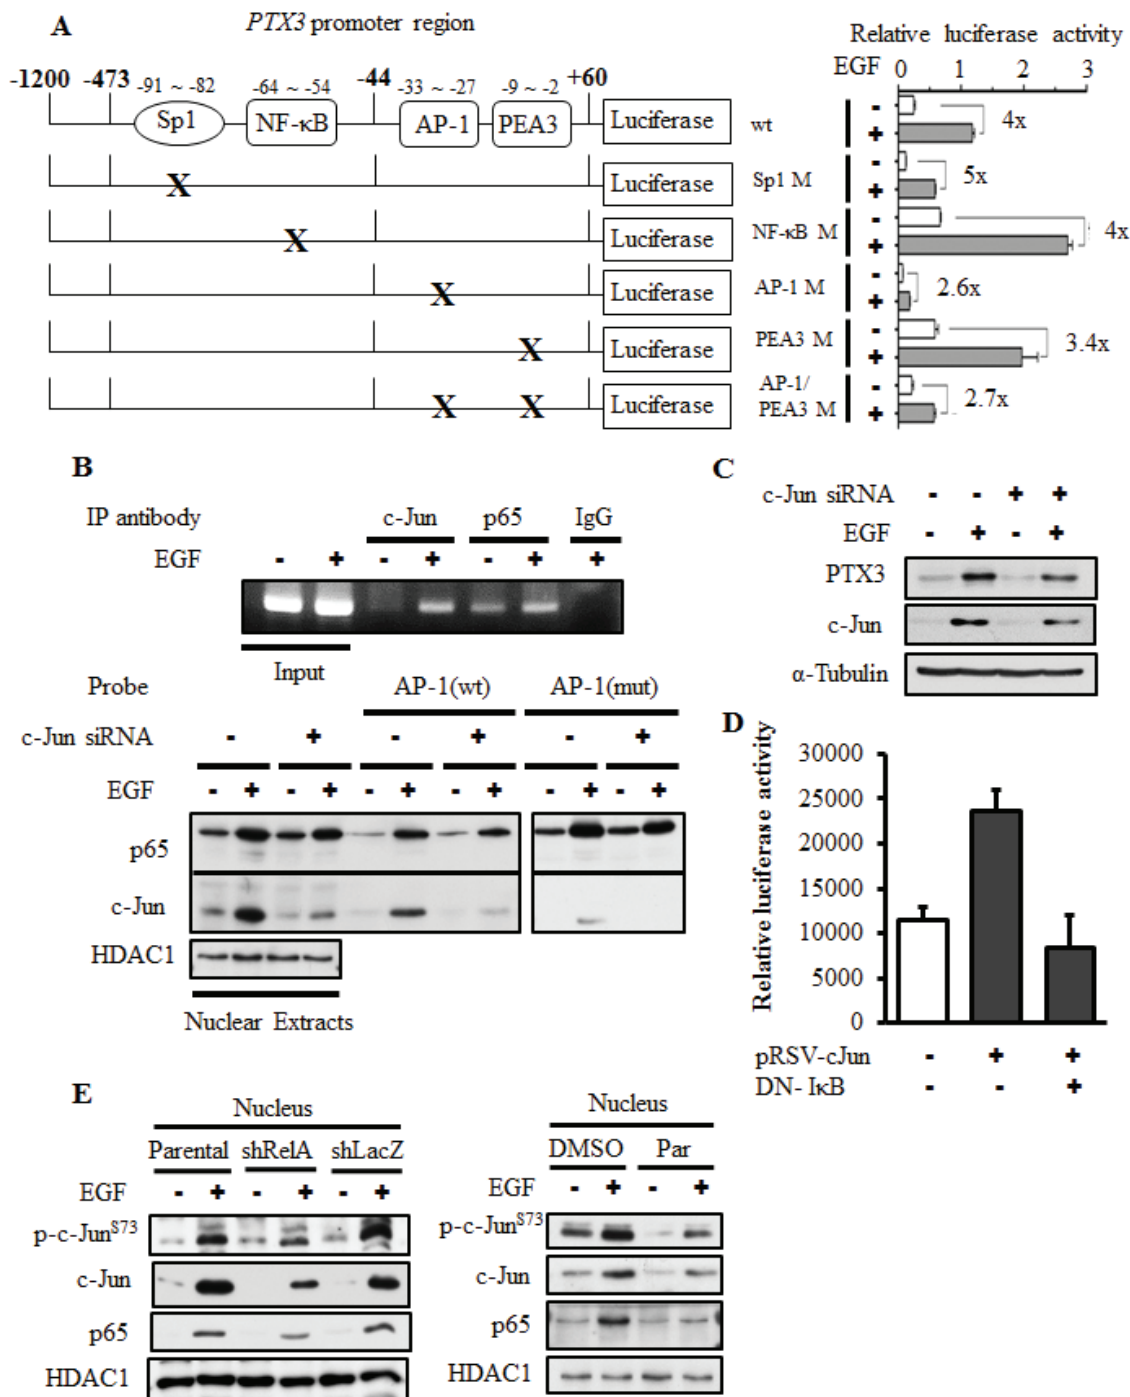 A
PTX3 promoter region
-1200 -473 -91 ~ -82 -64 ~ -54 -44 -33 ~ -27 -9 ~ -2 +60
Sp1 NF-κB AP-1 PEA3 Luciferase
X Luciferase
X Luciferase
X Luciferase
X Luciferase
X X Luciferase
Relative luciferase activity
EGF 0 1 2 3
wt - + 4x
Sp1 M - + 5x
NF-κB M - + 4x
AP-1 M - + 2.6x
PEA3 M - + 3.4x
AP-1/
PEA3 M - + 2.7x
B
IP antibody c-Jun p65 IgG
EGF - + - + - + +
Input
Probe AP-1(wt) AP-1(mut)
c-Jun siRNA - + - + - +
EGF - + - + - + - + - + - +
p65
c-Jun
HDAC1
Nuclear Extracts
C
c-Jun siRNA - - + +
EGF - + - +
PTX3
c-Jun
α-Tubulin
D
Relative luciferase activity
30000
25000
20000
15000
10000
5000
0
pRSV-cJun - + +
DN- IκB - - +
E
Nucleus
Parental shRelA shLacZ
EGF - + - + - +
p-c-Jun^S73
c-Jun
p65
HDAC1
Nucleus
DMSO Par
EGF - + - +
p-c-Jun^S73
c-Jun
p65
HDAC1